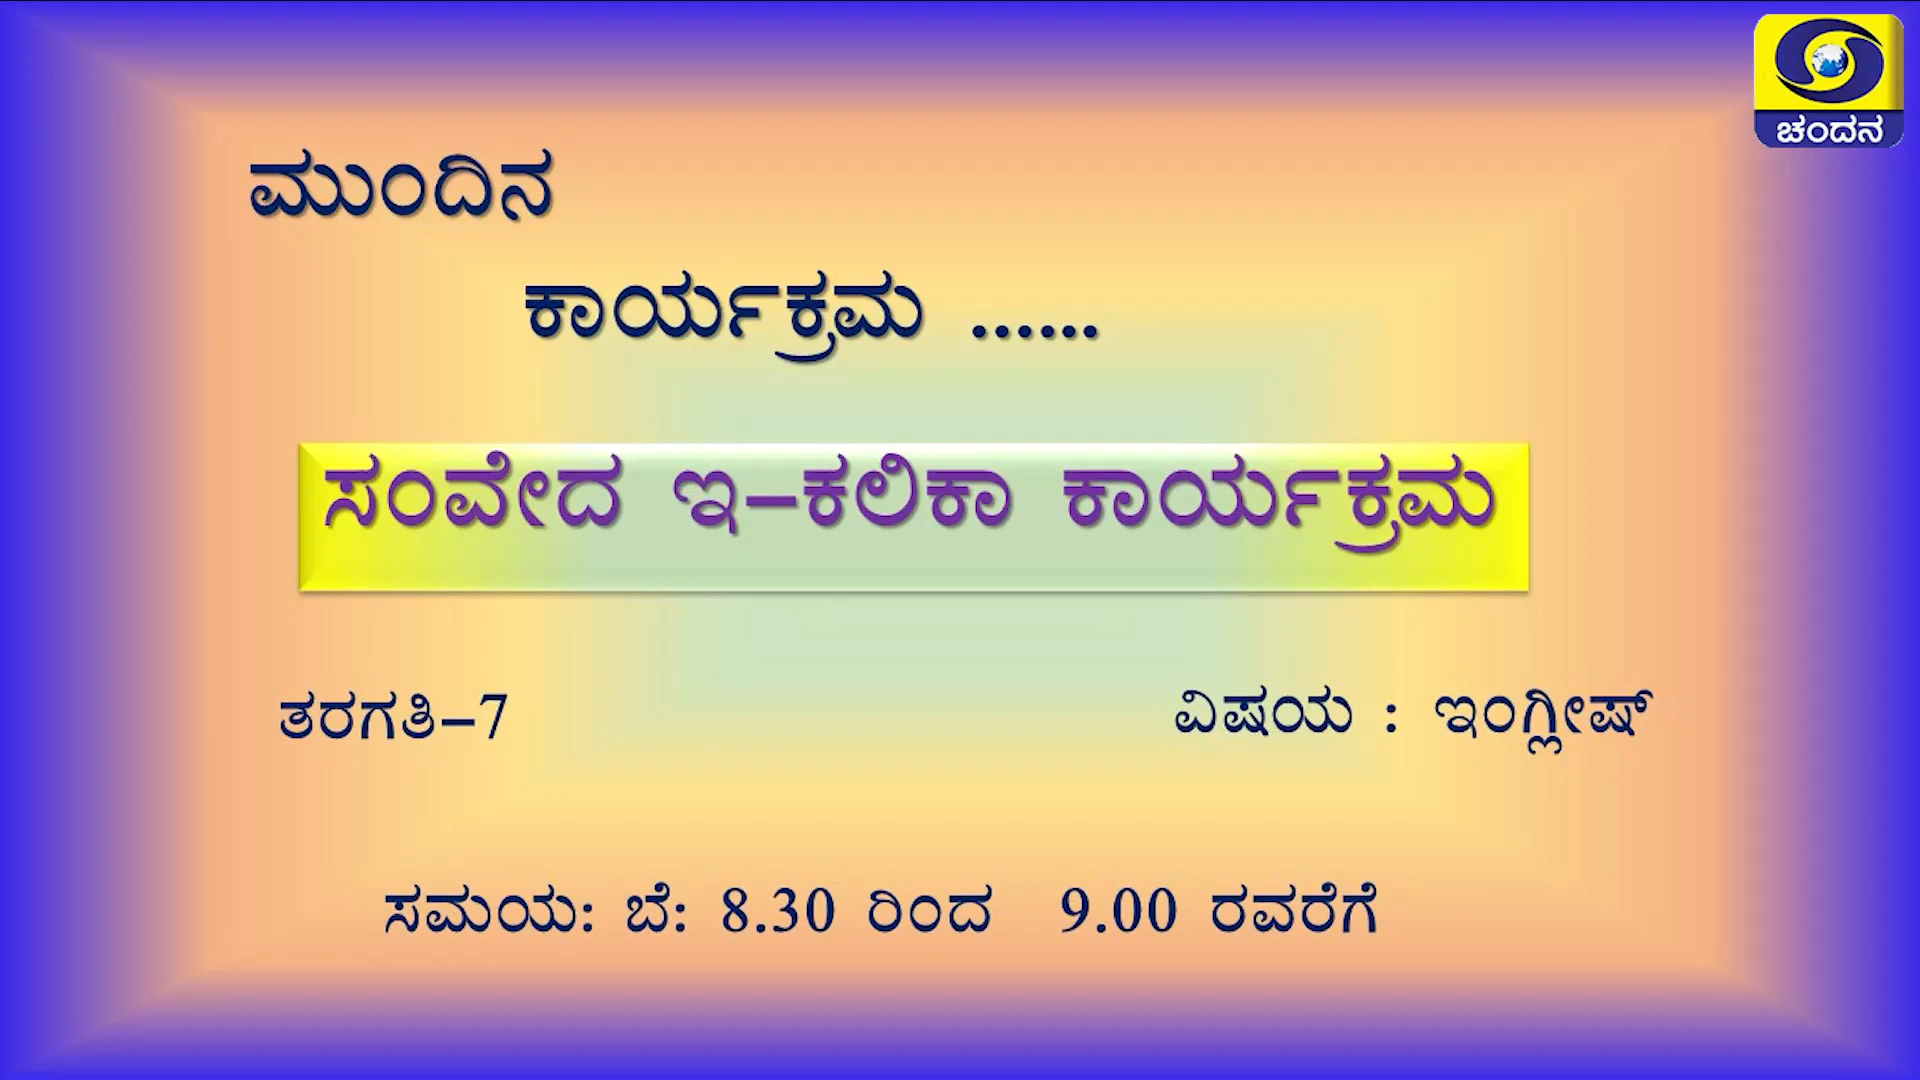 ಚಂದನ
ಮುಂದಿನ
ಕಾರ್ಯಕ್ರಮ ......
ಸಂವೇದ ಇ-ಕಲಿಕಾ ಕಾರ್ಯಕ್ರಮ
ತರಗತಿ-7 ವಿಷಯ : ಇಂಗ್ಲೀಷ್
ಸಮಯ: ಬೆ: 8.30 ರಿಂದ 9.00 ರವರೆಗೆ